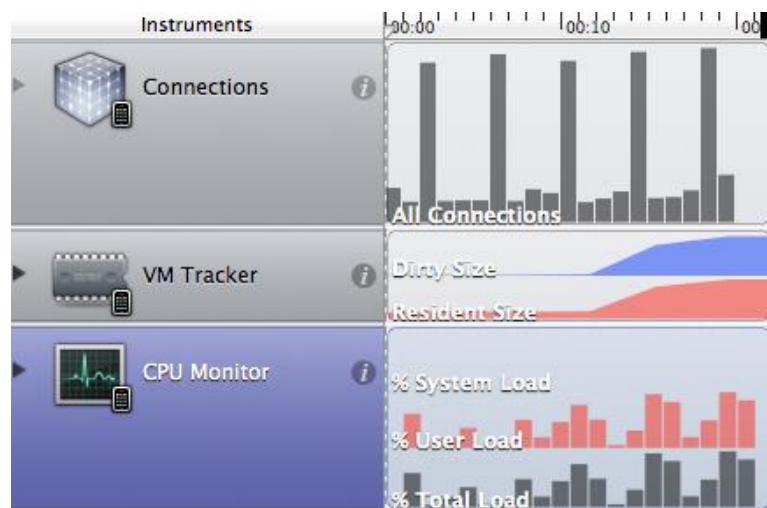 Instruments
00:00
00:10
00
Connections
All Connections
VM Tracker
Dirty Size
Resident Size
CPU Monitor
% System Load
% User Load
% Total Load